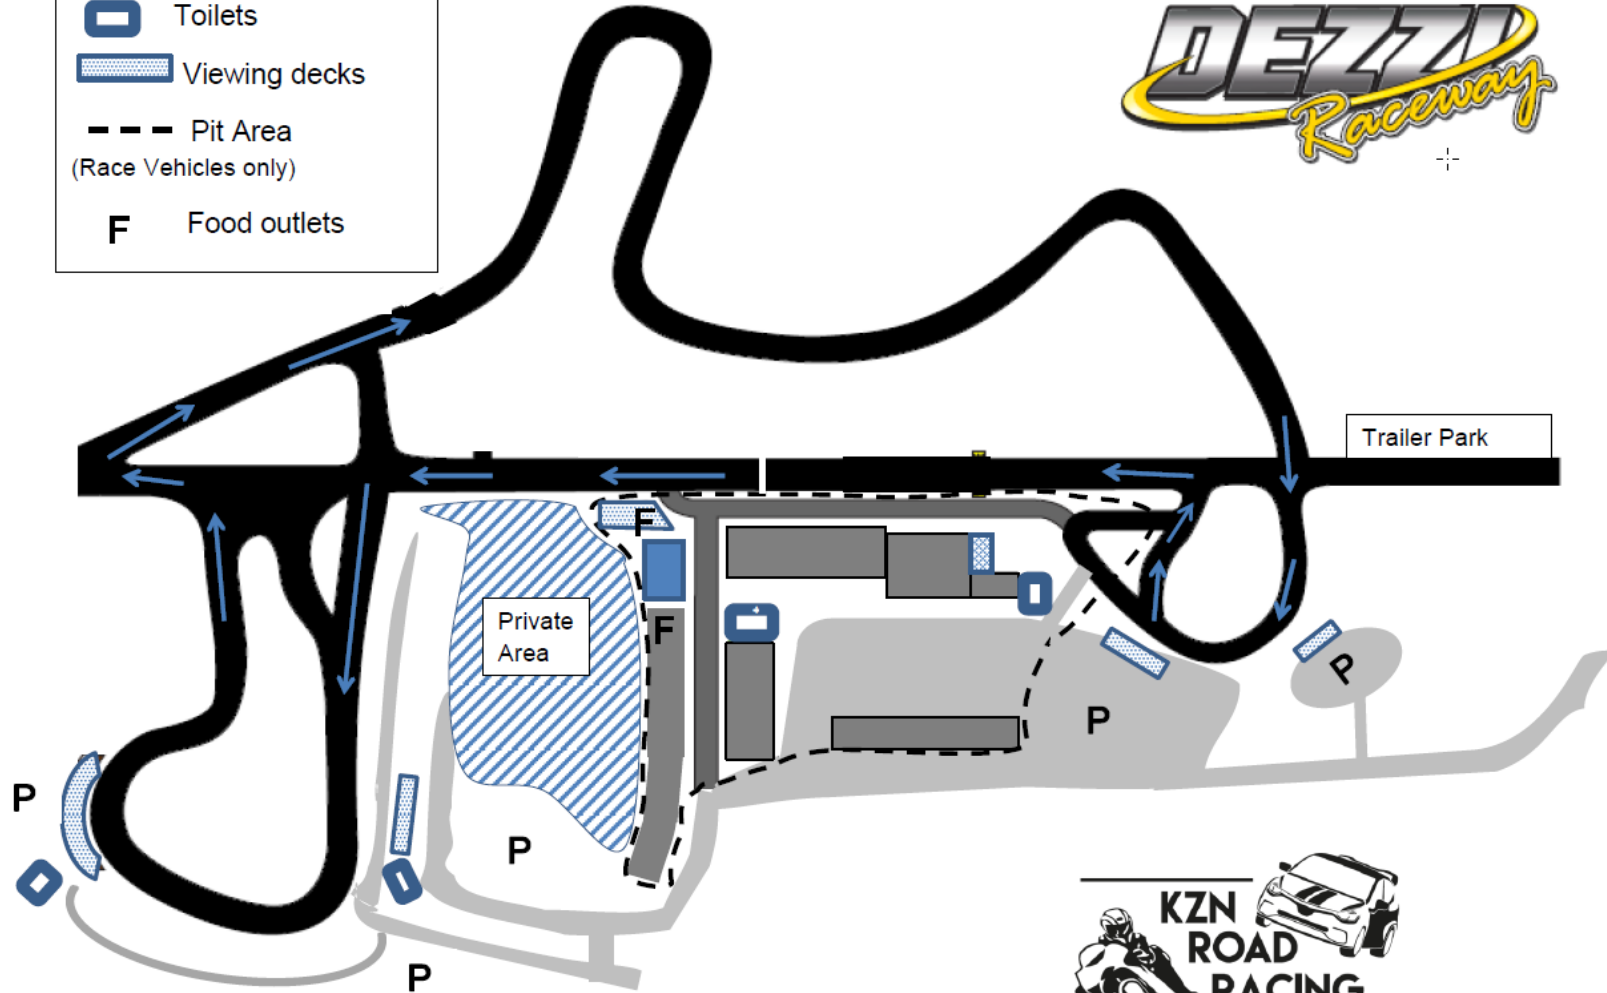 Toilets
Viewing decks
Pit Area
(Race Vehicles only)
F Food outlets
DEZZI
Raceway
Trailer Park
F
Private
Area
F
P
P
P
P
P
KZN
ROAD
RACING